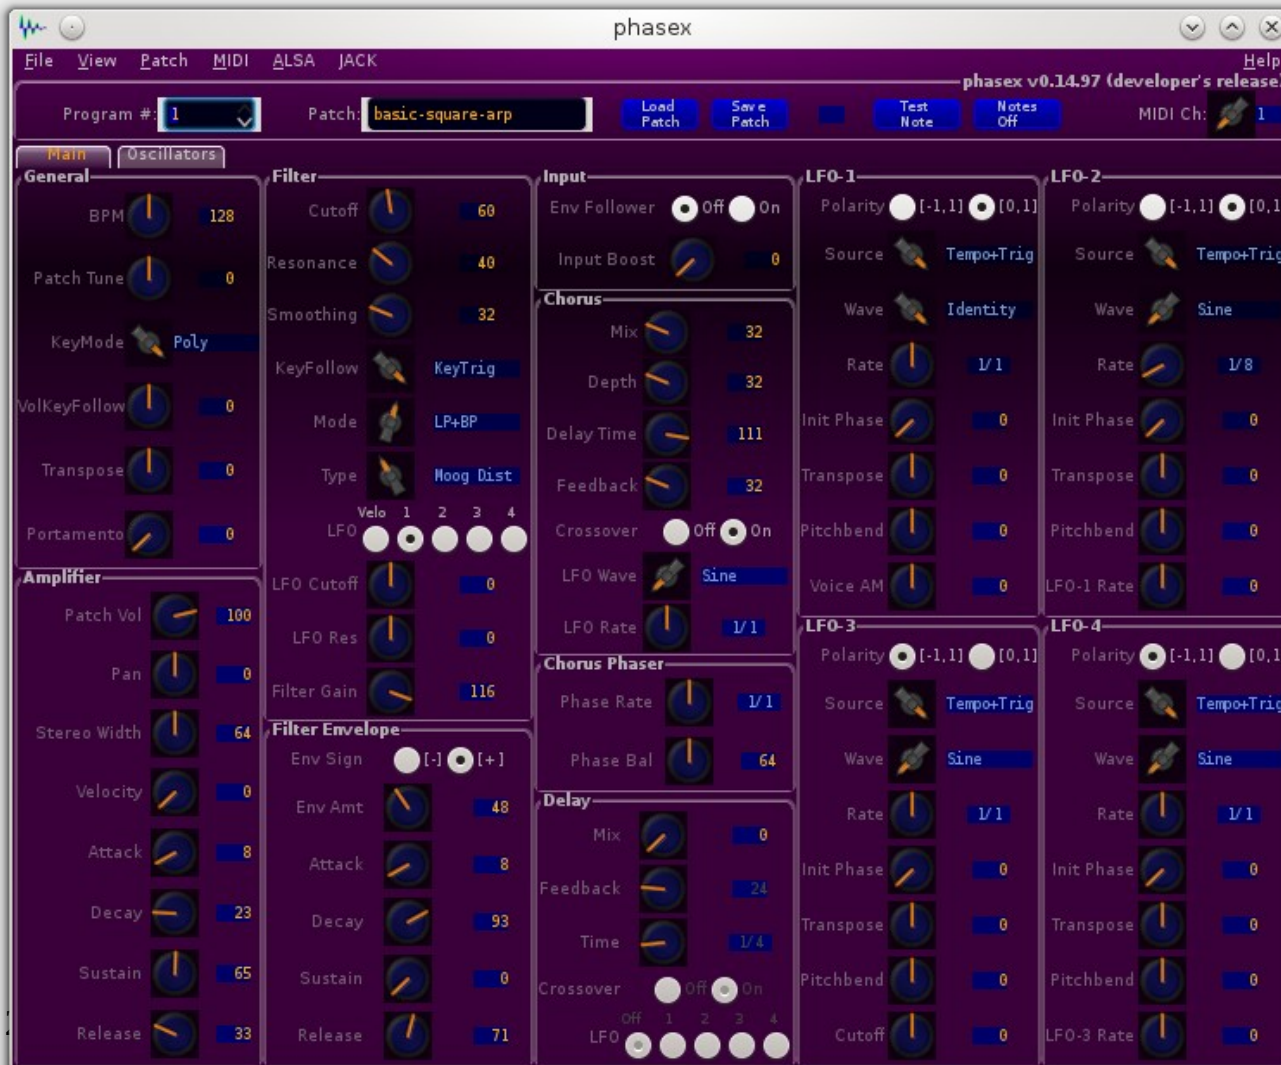 phasex
File View Patch MIDI ALSA JACK Help
phasex v0.14.97 (developer's release)
Program #: 1 Patch: basic-square-arp Load Patch Save Patch Test Note Notes Off MIDI Ch: 1
Main Oscillators
General
BPM 128
Patch Tune 0
KeyMode Poly
VolKeyFollow 0
Transpose 0
Portamento 0
Amplifier
Patch Vol 100
Pan 0
Stereo Width 64
Velocity 0
Attack 8
Decay 23
Sustain 65
Release 33
Filter
Cutoff 60
Resonance 40
Smoothing 32
KeyFollow KeyTrig
Mode LP+BP
Type Moog Dist
Velo 1 2 3 4
LFO
LFO Cutoff 0
LFO Res 0
Filter Gain 116
Filter Envelope
Env Sign [-] [+]
Env Amt 48
Attack 8
Decay 93
Sustain 0
Release 71
Input
Env Follower Off On
Input Boost 0
Chorus
Mix 32
Depth 32
Delay Time 111
Feedback 32
Crossover Off On
LFO Wave Sine
LFO Rate 1/1
Chorus Phaser
Phase Rate 1/1
Phase Bal 64
Delay
Mix 0
Feedback 24
Time 1/4
Crossover Off On
Off 1 2 3 4
LFO
LFO-1
Polarity [-1,1] [0,1]
Source Tempo+Trig
Wave Identity
Rate 1/1
Init Phase 0
Transpose 0
Pitchbend 0
Voice AM 0
LFO-2
Polarity [-1,1] [0,1
Source Tempo+Trig
Wave Sine
Rate 1/8
Init Phase 0
Transpose 0
Pitchbend 0
LFO-1 Rate 0
LFO-3
Polarity [-1,1] [0,1]
Source Tempo+Trig
Wave Sine
Rate 1/1
Init Phase 0
Transpose 0
Pitchbend 0
Cutoff 0
LFO-4
Polarity [-1,1] [0,1
Source Tempo+Trig
Wave Sine
Rate 1/1
Init Phase 0
Transpose 0
Pitchbend 0
LFO-3 Rate 0